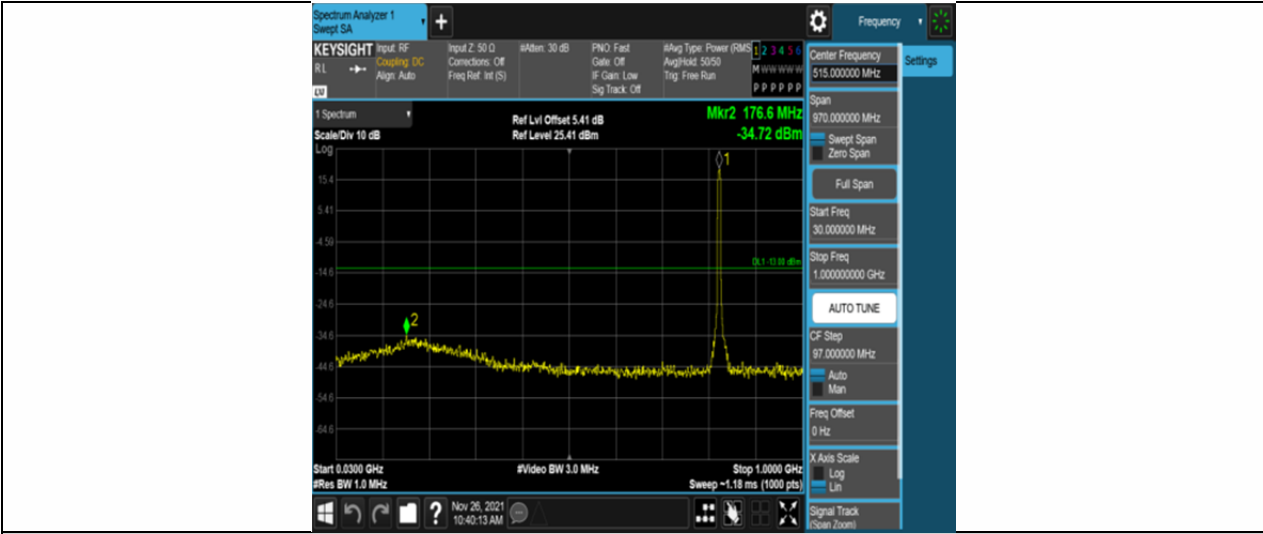 Spectrum Analyzer 1
Swept SA
+
Frequency
KEYSIGHT
RL
LV
Input: RF
Coupling: DC
Align: Auto
Input Z: 50 Ω
Corrections: Off
Freq Ref: Int (S)
#Atten: 30 dB
PNO: Fast
Gate: Off
IF Gain: Low
Sig Track: Off
#Avg Type: Power (RMS
Avg|Hold: 50/50
Trig: Free Run
1 2 3 4 5 6
M W W W W W
P P P P P P
1 Spectrum
Scale/Div 10 dB
Log
Ref Lvl Offset 5.41 dB
Ref Level 25.41 dBm
Mkr2 176.6 MHz
-34.72 dBm
1
15.4
5.41
-4.59
DL1 -13.00 dBm
-14.6
-24.6
2
-34.6
-44.6
-54.6
-64.6
Start 0.0300 GHz
#Res BW 1.0 MHz
#Video BW 3.0 MHz
Stop 1.0000 GHz
Sweep ~1.18 ms (1000 pts)
?
Nov 26, 2021
10:40:13 AM
Center Frequency
515.000000 MHz
Settings
Span
970.000000 MHz
Swept Span
Zero Span
Full Span
Start Freq
30.000000 MHz
Stop Freq
1.000000000 GHz
AUTO TUNE
CF Step
97.000000 MHz
Auto
Man
Freq Offset
0 Hz
X Axis Scale
Log
Lin
Signal Track
(Span Zoom)